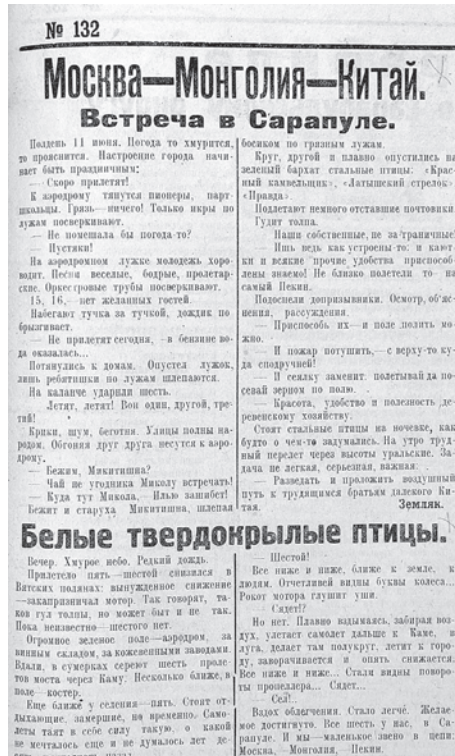 № 132
Москва—Монголия—Китай.
Встреча в Сарапуле.
Полдень 11 июня. Погода то хмурится,
то прояснится. Настроение города начи-
нает быть праздничным:
— Скоро прилетят!
К аэродрому тянутся пионеры, парт-
школьцы. Грязь—ничего! Только икры по
лужам посверкивают.
— Не помешала бы погода-то?
— Пустяки!
На аэродромном лужке молодежь хоро-
водит. Песни веселые, бодрые, пролетар-
ские. Оркестровые трубы посверкивают.
15, 16,— нет желанных гостей.
Набегают тучка за тучкой, дождик по-
брызгивает.
— Не прилетят сегодня, -в бензине во-
да оказалась...
Потянулись к домам. Опустел лужок,
лишь ребятишки по лужам шлепаются.
На каланче ударили шесть.
— Летят, летят! Вон один, другой, тре-
тий!
Крики, шум, беготня. Улицы полны на-
родом. Обгоняя друг друга несутся к аэро-
дрому.
— Бежим, Микитишна?
— Чай не угодника Миколу встречать!
— Куда тут Микола,—Илью зашибет!
Бежит и старуха Микитишна, шлепая
босиком по грязным лужам.
Круг, другой и плавно опустились на
зеленый бархат стальные птицы: «Крас-
ный камвельщик», «Латышский стрелок»
«Правда».
Подлетают немного отставшие почтовики
Гудит толпа.
— Наши собственные, не за-траничные!
— Ишь ведь как устроены-то: и кают-
ки и всякие прочие удобства приспособ-
лены знаемо! Не близко полетели то на
самый Пекин.
Подоспели допризывники. Осмотр, об'яс-
нения, рассуждения.
— Приспособь их—и поле полить мо-
жно.
— И пожар потушить,—с верху-то ку-
да сподручней!
— И сеялку заменит. полетывай да по-
севай зерном по полю.
— Красота, удобство и полезность де-
ревенскому хозяйству.
Стоят стальные птицы на ночевке, как
будто о чем-то задумались. На утро труд-
ный перелет через высоты уральские. За-
дача не легкая, серьезная, важная:
— Разведать и проложить воздушный
путь к трудящимся братьям далекого Ки-
тая.
Земляк.
Белые твердокрылые птицы.
Вечер. Хмурое небо. Редкий дождь.
Прилетело пять—шестой снизился в
Вятских полянах: вынужденное снижение
—закапризничал мотор. Так говорят, та-
ков гул толпы, но может быт и не так.
Пока неизвестно—шестого нет.
Огромное зеленое поле—аэродром, за
винным складом, за кожевенными заводами.
Вдали, в сумерках сереют шесть проле-
тов моста через Каму. Несколько ближе, в
поле — костер.
Еще ближе у селения—пять. Стоят от-
дыхающие, замершие, но временно. Само-
леты таят в себе силу такую, о какой
не мечталось еще и не думалось лет де-
— Шестой!
Все ниже и ниже, ближе к земле, к
людям. Отчетливей видны буквы колеса...
Рокот мотора глушит уши.
— Сядет!?
Но нет. Плавно вздымаясь, забирая воз-
дух, улетает самолет дальше к Каме, и
луга, делает там полукруг, летит к горо-
ду, заворачивается и опять снижается.
Все ниже и ниже... Стали видны поворо-
ты пропеллера... Сядет...
— Сел!..
Вздох облегчения. Стало легче. Желае-
мое достигнуто. Все шесть у нас, в Са-
рапуле. И мы—маленькое звено в цепи:
Москва, —Монголия, —Пекин.